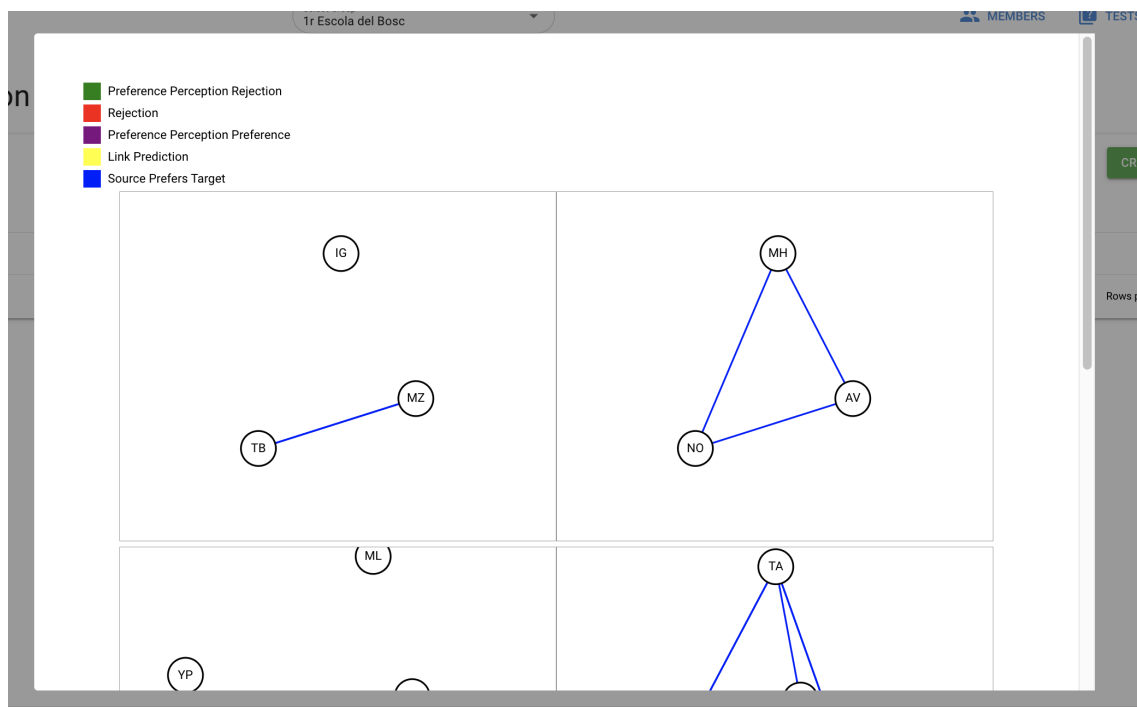 1r Escola del Bosc
MEMBERS
TESTS
on
Preference Perception Rejection
Rejection
Preference Perception Preference
Link Prediction
Source Prefers Target
CR
Rows p
IG
MH
MZ
AV
TB
NO
ML
TA
YP